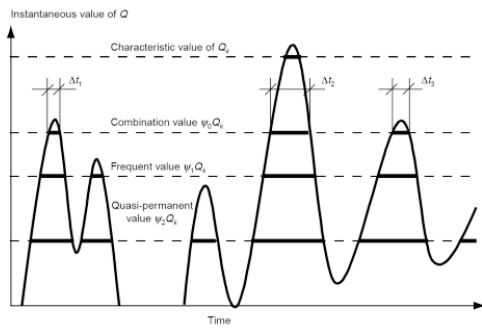 Instantaneous value of Q
Characteristic value of Qk
Δt1
Δt2
Δt3
Combination value ψ0Qk
Frequent value ψ1Qk
Quasi-permanent
value ψ2Qk
Time